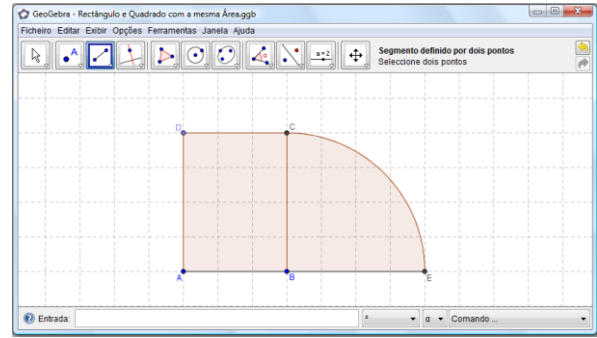 GeoGebra - Rectângulo e Quadrado com a mesma Área.ggb
Ficheiro Editar Exibir Opções Ferramentas Janela Ajuda
A
a=2
Segmento definido por dois pontos
Seleccione dois pontos
D
C
A
B
E
Entrada:
α
Comando ...